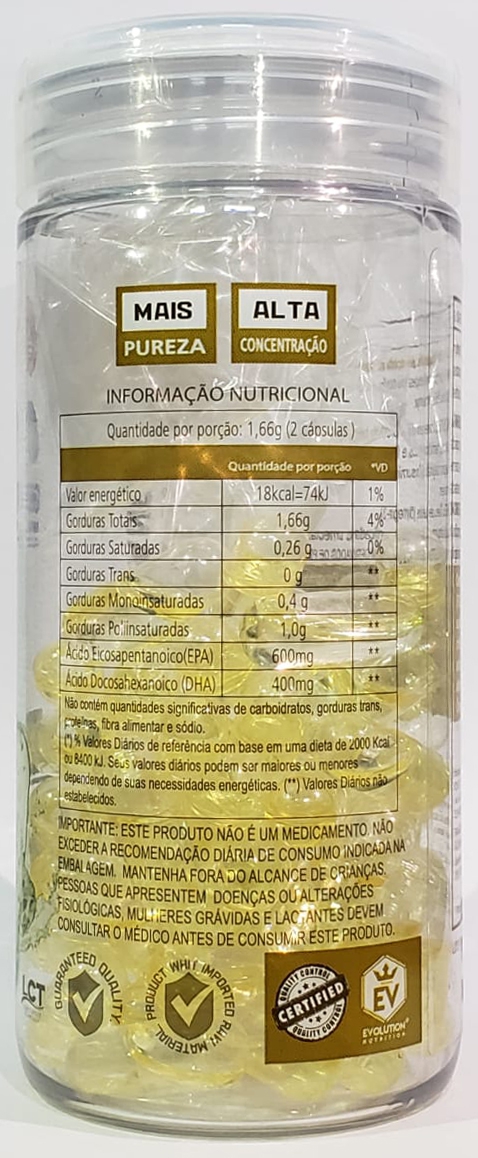 MAIS
PUREZA
ALTA
CONCENTRAÇÃO
INFORMAÇÃO NUTRICIONAL
Quantidade por porção: 1,66g (2 cápsulas )
Quantidade por porção *VD
Valor energético 18kcal=74kJ 1%
Gorduras Totais 1,66g 4%
Gorduras Saturadas 0,26 g 0%
Gorduras Trans 0 g **
Gorduras Monoinsaturadas 0,4 g **
Gorduras Poliinsaturadas 1,0g **
Ácido Eicosapentanoico(EPA) 600mg **
Ácido Docosahexanoico (DHA) 400mg **
Não contém quantidades significativas de carboidratos, gorduras trans,
proteínas, fibra alimentar e sódio.
(*) % Valores Diários de referência com base em uma dieta de 2000 Kcal
ou 8400 kJ. Seus valores diários podem ser maiores ou menores
dependendo de suas necessidades energéticas. (**) Valores Diários não
estabelecidos.
IMPORTANTE: ESTE PRODUTO NÃO É UM MEDICAMENTO. NÃO
EXCEDER A RECOMENDAÇÃO DIÁRIA DE CONSUMO INDICADA NA
EMBALAGEM. MANTENHA FORA DO ALCANCE DE CRIANÇAS.
PESSOAS QUE APRESENTEM DOENÇAS OU ALTERAÇÕES
FISIOLÓGICAS, MULHERES GRÁVIDAS E LACTANTES DEVEM
CONSULTAR O MÉDICO ANTES DE CONSUMIR ESTE PRODUTO.
LCT
GUARANTEED QUALITY
PRODUCT WHIT IMPORTED RAW MATERIAL
QUALITY CONTROL
CERTIFIED
QUALITY CONTROL
EV
EVOLUTION
NUTRITION